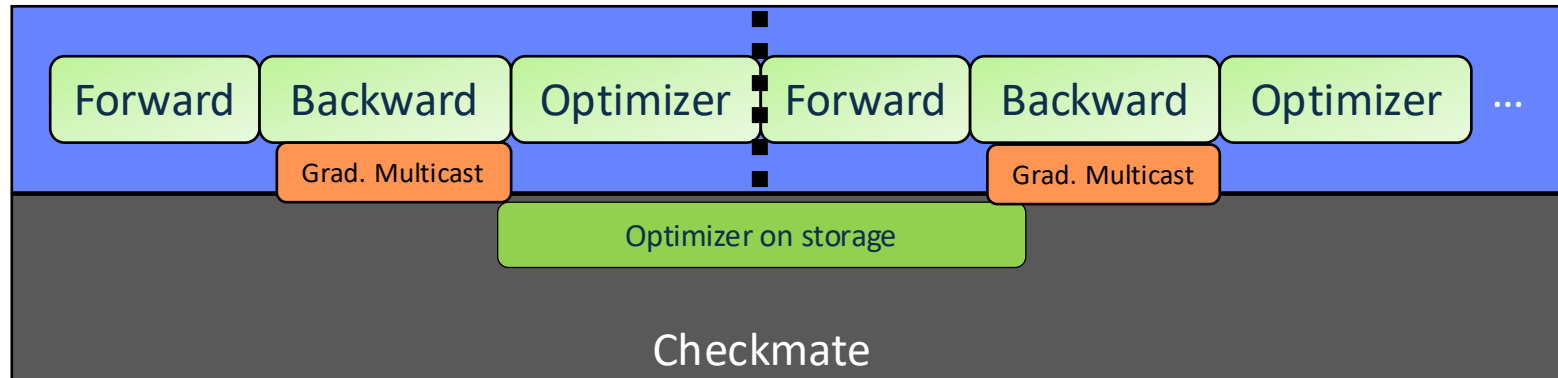 Forward Backward Optimizer Forward Backward Optimizer ...
Grad. Multicast Grad. Multicast
Optimizer on storage
Checkmate